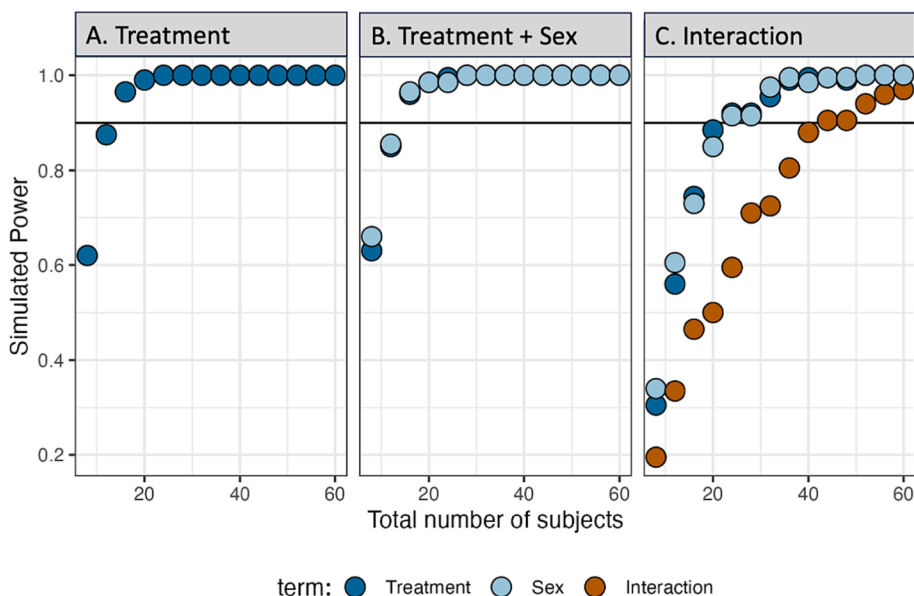 A. Treatment
B. Treatment + Sex
C. Interaction
Simulated Power
1.0
0.8
0.6
0.4
0.2
20 40 60
20 40 60
20 40 60
Total number of subjects
term: Treatment Sex Interaction